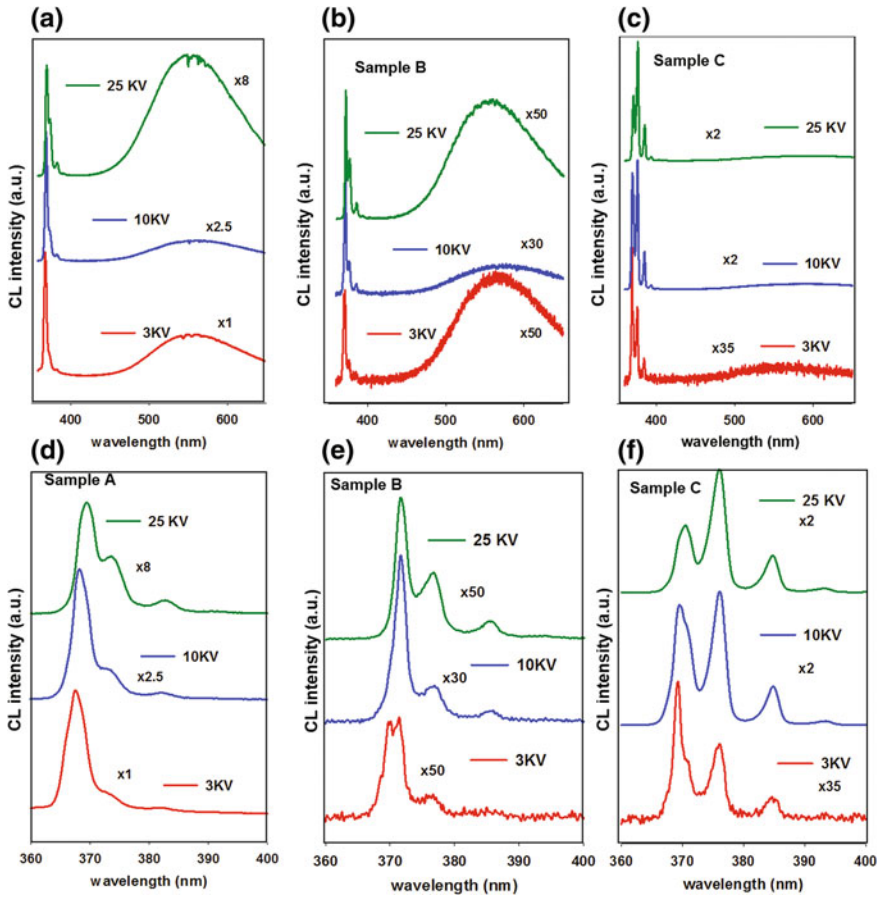 (a)
CL intensity (a.u.)
25 KV
x8
10KV
x2.5
3KV
x1
400
500
600
wavelength (nm)
(b)
CL intensity (a.u.)
Sample B
25 KV
x50
10KV
x30
3KV
x50
400
500
600
wavelength (nm)
(c)
CL intensity (a.u.)
Sample C
25 KV
x2
10KV
x2
3KV
x35
400
500
600
wavelength (nm)
(d)
CL intensity (a.u.)
Sample A
25 KV
x8
10KV
x2.5
3KV
x1
360
370
380
390
400
wavelength (nm)
(e)
CL intensity (a.u.)
Sample B
25 KV
x50
10KV
x30
3KV
x50
360
370
380
390
400
wavelength (nm)
(f)
CL intensity (a.u.)
Sample C
25 KV
x2
10KV
x2
3KV
x35
360
370
380
390
400
wavelength (nm)